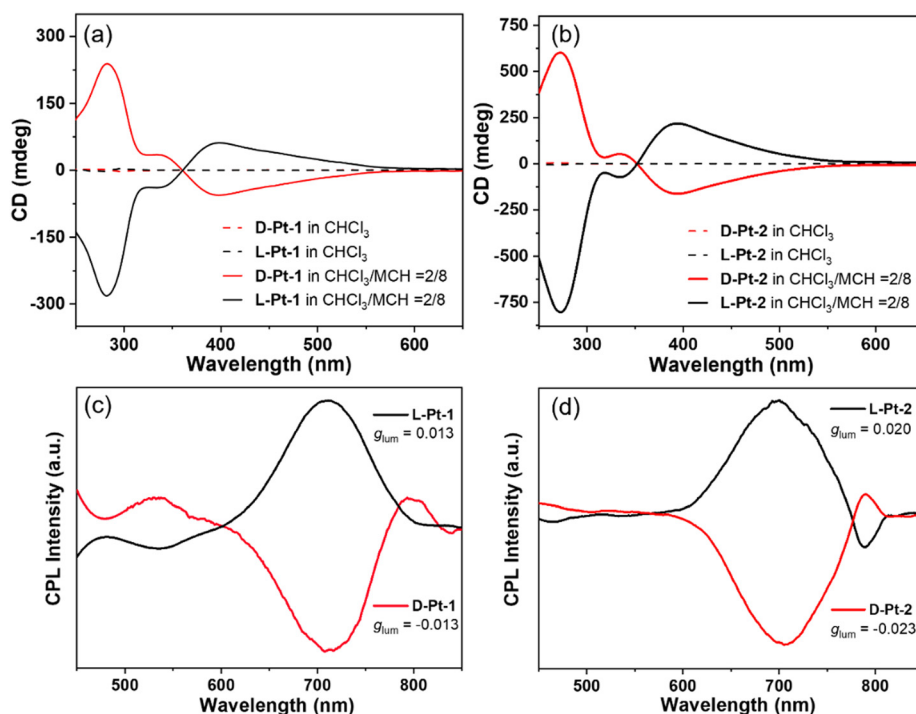 (a)
CD (mdeg)
300
150
0
-150
-300
D-Pt-1 in CHCl₃
L-Pt-1 in CHCl₃
D-Pt-1 in CHCl₃/MCH =2/8
L-Pt-1 in CHCl₃/MCH =2/8
300 400 500 600
Wavelength (nm)
(b)
CD (mdeg)
750
500
250
0
-250
-500
-750
D-Pt-2 in CHCl₃
L-Pt-2 in CHCl₃
D-Pt-2 in CHCl₃/MCH =2/8
L-Pt-2 in CHCl₃/MCH =2/8
300 400 500 600
Wavelength (nm)
(c)
CPL Intensity (a.u.)
L-Pt-1
glum = 0.013
D-Pt-1
glum = -0.013
500 600 700 800
Wavelength (nm)
(d)
CPL Intensity (a.u.)
L-Pt-2
glum = 0.020
D-Pt-2
glum = -0.023
500 600 700 800
Wavelength (nm)